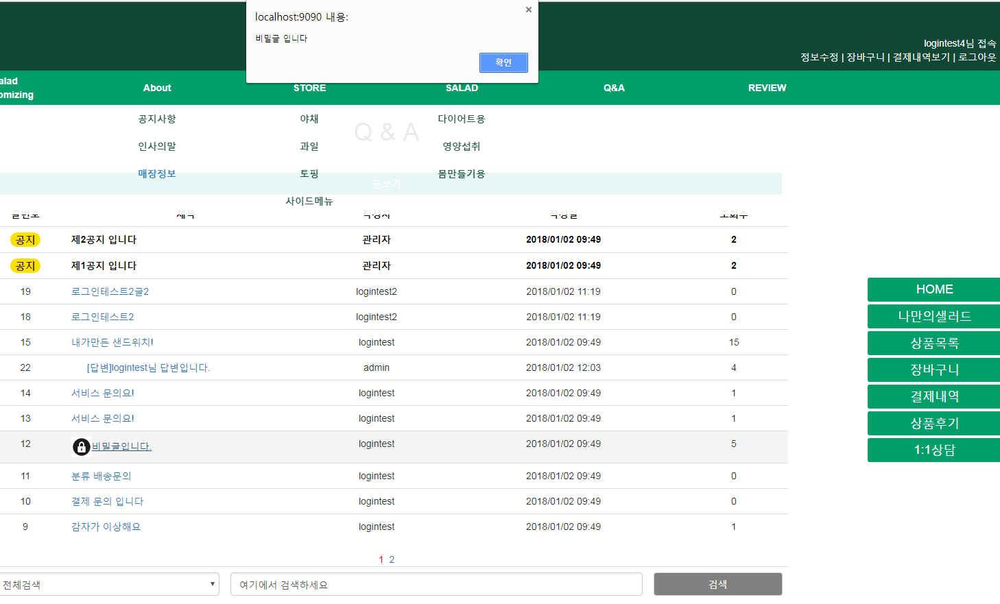 localhost:9090 내용:
비밀글 입니다
확인
logintest4님 접속
정보수정 | 장바구니 | 결제내역보기 | 로그아웃
alad
omizing
About
STORE
SALAD
Q&A
REVIEW
공지사항
야채
다이어트용
Q & A
인사의말
과일
영양섭취
매장정보
토핑
몸만들기용
글쓰기
사이드메뉴
글번호 제목 작성자 작성일 조회수
공지 제2공지 입니다 관리자 2018/01/02 09:49 2
공지 제1공지 입니다 관리자 2018/01/02 09:49 2
19 로그인테스트2글2 logintest2 2018/01/02 11:19 0
18 로그인테스트2 logintest2 2018/01/02 11:19 0
15 내가만든 샌드위치! logintest 2018/01/02 09:49 15
22 [답변]logintest님 답변입니다. admin 2018/01/02 12:03 4
14 서비스 문의요! logintest 2018/01/02 09:49 1
13 서비스 문의요! logintest 2018/01/02 09:49 1
12 비밀글입니다. logintest 2018/01/02 09:49 5
11 분류 배송문의 logintest 2018/01/02 09:49 0
10 결제 문의 입니다 logintest 2018/01/02 09:49 0
9 감자가 이상해요 logintest 2018/01/02 09:49 1
1 2
전체검색
여기에서 검색하세요
검색
HOME
나만의샐러드
상품목록
장바구니
결제내역
상품후기
1:1상담